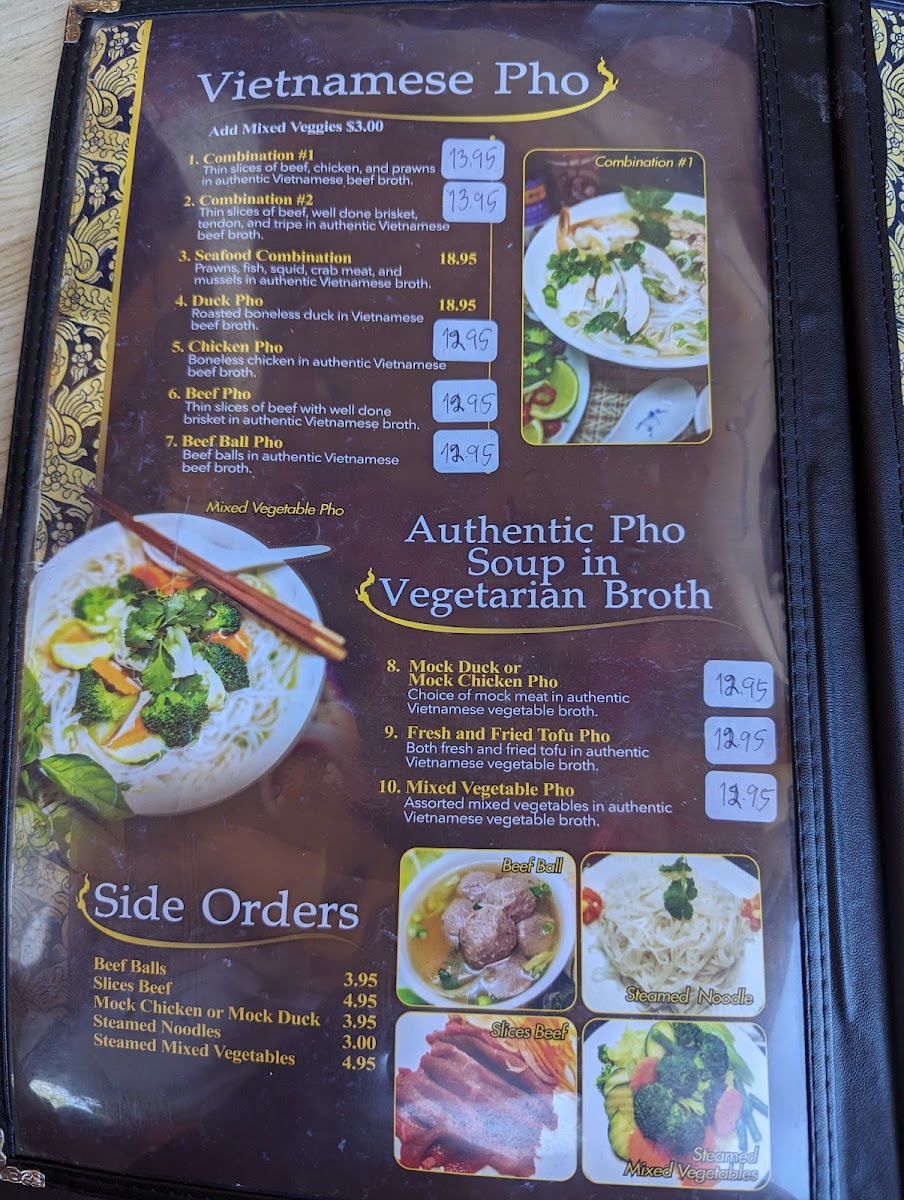 Vietnamese Pho
Add Mixed Veggies $3.00
1. Combination #1 13.95
Thin slices of beef, chicken, and prawns
in authentic Vietnamese beef broth.
2. Combination #2 13.95
Thin slices of beef, well done brisket,
tendon, and tripe in authentic Vietnamese
beef broth.
3. Seafood Combination 18.95
Prawns, fish, squid, crab meat, and
mussels in authentic Vietnamese broth.
4. Duck Pho 18.95
Roasted boneless duck in Vietnamese
beef broth.
5. Chicken Pho 12.95
Boneless chicken in authentic Vietnamese
beef broth.
6. Beef Pho 12.95
Thin slices of beef with well done
brisket in authentic Vietnamese broth.
7. Beef Ball Pho 12.95
Beef balls in authentic Vietnamese
beef broth.
Combination #1
Mixed Vegetable Pho
Authentic Pho
Soup in
Vegetarian Broth
8. Mock Duck or
Mock Chicken Pho 12.95
Choice of mock meat in authentic
Vietnamese vegetable broth.
9. Fresh and Fried Tofu Pho 12.95
Both fresh and fried tofu in authentic
Vietnamese vegetable broth.
10. Mixed Vegetable Pho 12.95
Assorted mixed vegetables in authentic
Vietnamese vegetable broth.
Side Orders
Beef Balls 3.95
Slices Beef 4.95
Mock Chicken or Mock Duck 3.95
Steamed Noodles 3.00
Steamed Mixed Vegetables 4.95
Beef Ball
Steamed Noodle
Slices Beef
Steamed
Mixed Vegetables